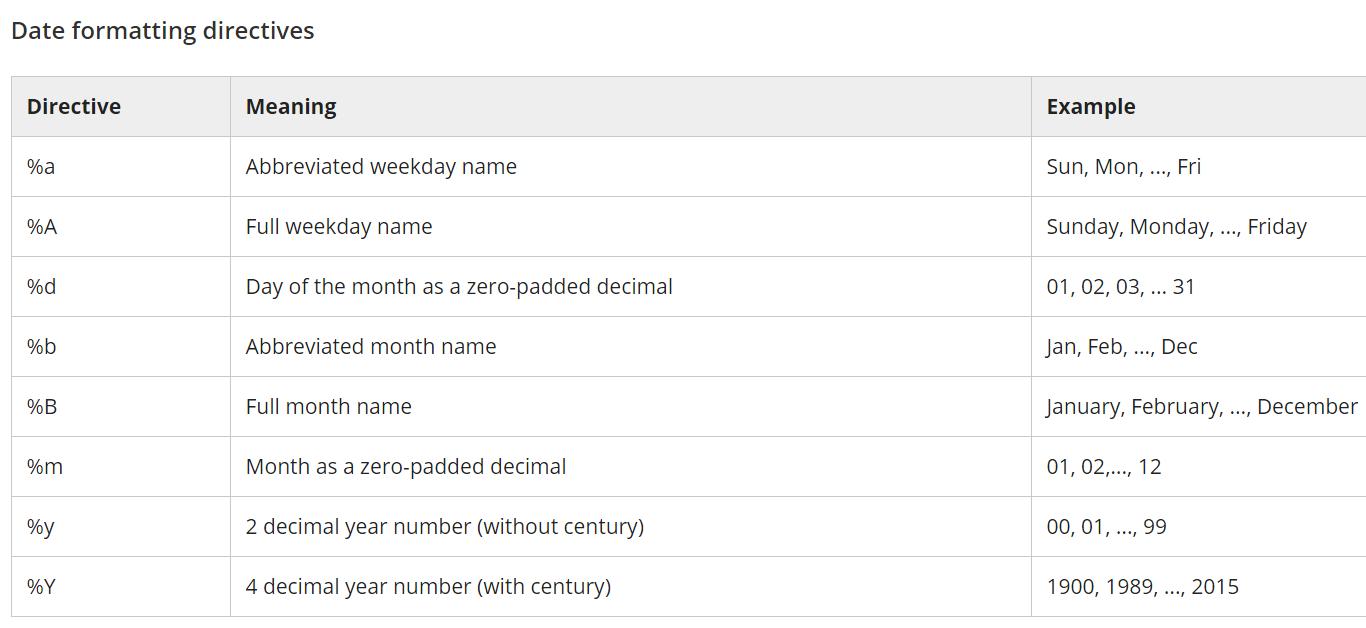 Date formatting directives
Directive Meaning Example
%a Abbreviated weekday name Sun, Mon, ..., Fri
%A Full weekday name Sunday, Monday, ..., Friday
%d Day of the month as a zero-padded decimal 01, 02, 03, ... 31
%b Abbreviated month name Jan, Feb, ..., Dec
%B Full month name January, February, ..., December
%m Month as a zero-padded decimal 01, 02,..., 12
%y 2 decimal year number (without century) 00, 01, ..., 99
%Y 4 decimal year number (with century) 1900, 1989, ..., 2015